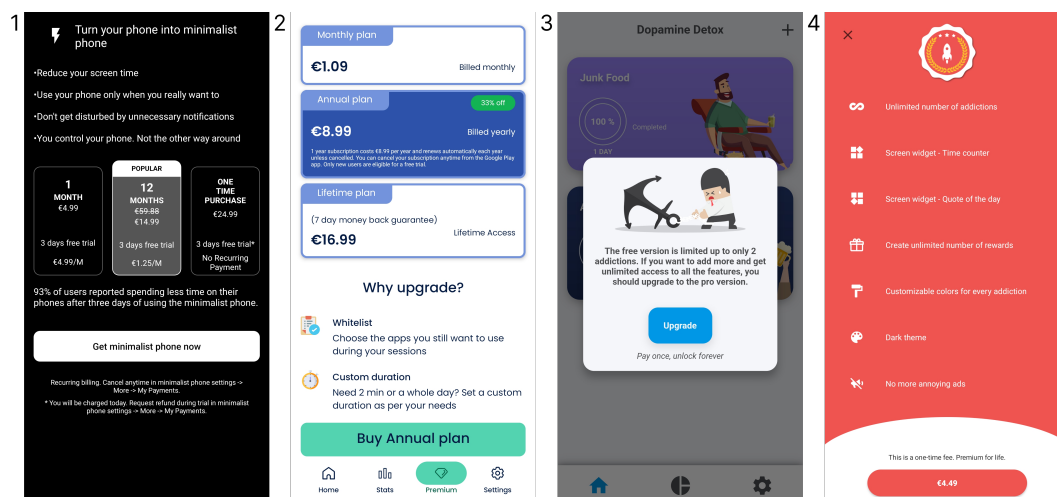 1
Turn your phone into minimalist
phone
•Reduce your screen time
•Use your phone only when you really want to
•Don't get disturbed by unnecessary notifications
•You control your phone. Not the other way around
1
MONTH
€4.99
3 days free trial
€4.99/M
POPULAR
12
MONTHS
€59.88
€14.99
3 days free trial
€1.25/M
ONE
TIME
PURCHASE
€24.99
3 days free trial*
No Recurring
Payment
93% of users reported spending less time on their
phones after three days of using the minimalist phone.
Get minimalist phone now
Recurring billing. Cancel anytime in minimalist phone settings ->
More -> My Payments.
* You will be charged today. Request refund during trial in minimalist
phone settings -> More -> My Payments.
2
Monthly plan
€1.09
Billed monthly
Annual plan
33% off
€8.99
Billed yearly
1 year subscription costs €8.99 per year and renews automatically each year
unless cancelled. You can cancel your subscription anytime from the Google Play
app. Only new users are eligible for a free trial.
Lifetime plan
(7 day money back guarantee)
€16.99
Lifetime Access
Why upgrade?
Whitelist
Choose the apps you still want to use
during your sessions
Custom duration
Need 2 min or a whole day? Set a custom
duration as per your needs
Buy Annual plan
Home
Stats
Premium
Settings
3
Dopamine Detox
Junk Food
100 %
Completed
1 DAY
The free version is limited up to only 2
addictions. If you want to add more and get
unlimited access to all the features, you
should upgrade to the pro version.
Upgrade
Pay once, unlock forever
4
Unlimited number of addictions
Screen widget - Time counter
Screen widget - Quote of the day
Create unlimited number of rewards
Customizable colors for every addiction
Dark theme
No more annoying ads
This is a one-time fee. Premium for life.
€4.49